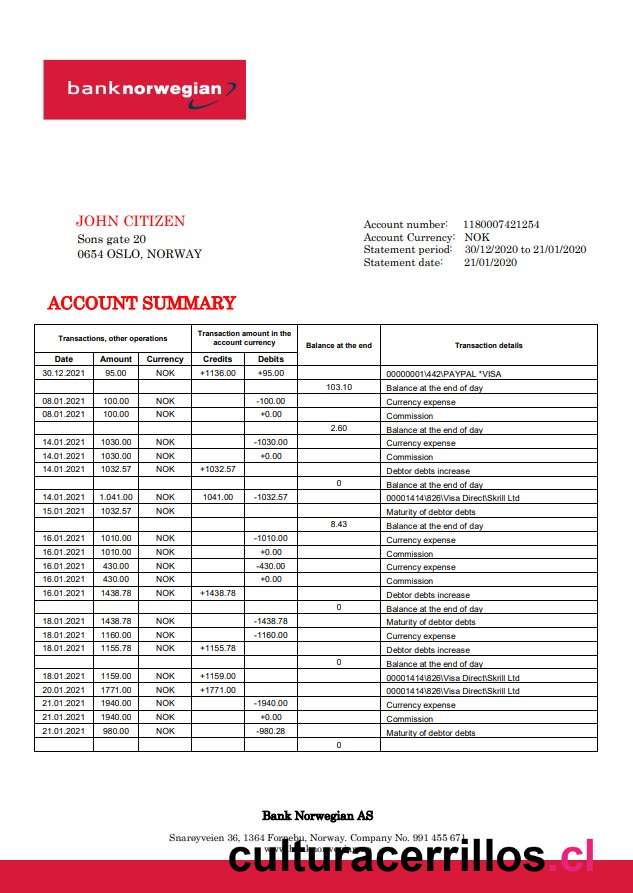 banknorwegian
JOHN CITIZEN
Sons gate 20
0654 OSLO, NORWAY
Account number: 1180007421254
Account Currency: NOK
Statement period: 30/12/2020 to 21/01/2020
Statement date: 21/01/2020
ACCOUNT SUMMARY
Transactions, other operations Transaction amount in the account currency Balance at the end Transaction details
Date Amount Currency Credits Debits
30.12.2021 95.00 NOK +1136.00 +95.00 00000001\442\PAYPAL *VISA
103.10 Balance at the end of day
08.01.2021 100.00 NOK -100.00 Currency expense
08.01.2021 100.00 NOK +0.00 Commission
2.60 Balance at the end of day
14.01.2021 1030.00 NOK -1030.00 Currency expense
14.01.2021 1030.00 NOK +0.00 Commission
14.01.2021 1032.57 NOK +1032.57 Debtor debts increase
0 Balance at the end of day
14.01.2021 1.041.00 NOK 1041.00 -1032.57 00001414\826\Visa Direct\Skrill Ltd
15.01.2021 1032.57 NOK Maturity of debtor debts
8.43 Balance at the end of day
16.01.2021 1010.00 NOK -1010.00 Currency expense
16.01.2021 1010.00 NOK +0.00 Commission
16.01.2021 430.00 NOK -430.00 Currency expense
16.01.2021 430.00 NOK +0.00 Commission
16.01.2021 1438.78 NOK +1438.78 Debtor debts increase
0 Balance at the end of day
18.01.2021 1438.78 NOK -1438.78 Maturity of debtor debts
18.01.2021 1160.00 NOK -1160.00 Currency expense
18.01.2021 1155.78 NOK +1155.78 Debtor debts increase
0 Balance at the end of day
18.01.2021 1159.00 NOK +1159.00 00001414\826\Visa Direct\Skrill Ltd
20.01.2021 1771.00 NOK +1771.00 00001414\826\Visa Direct\Skrill Ltd
21.01.2021 1940.00 NOK -1940.00 Currency expense
21.01.2021 1940.00 NOK +0.00 Commission
21.01.2021 980.00 NOK -980.28 Maturity of debtor debts
0
Bank Norwegian AS
Snarøyveien 36, 1364 Fornebu, Norway. Company No. 991 455 671
culturacerrillos.cl